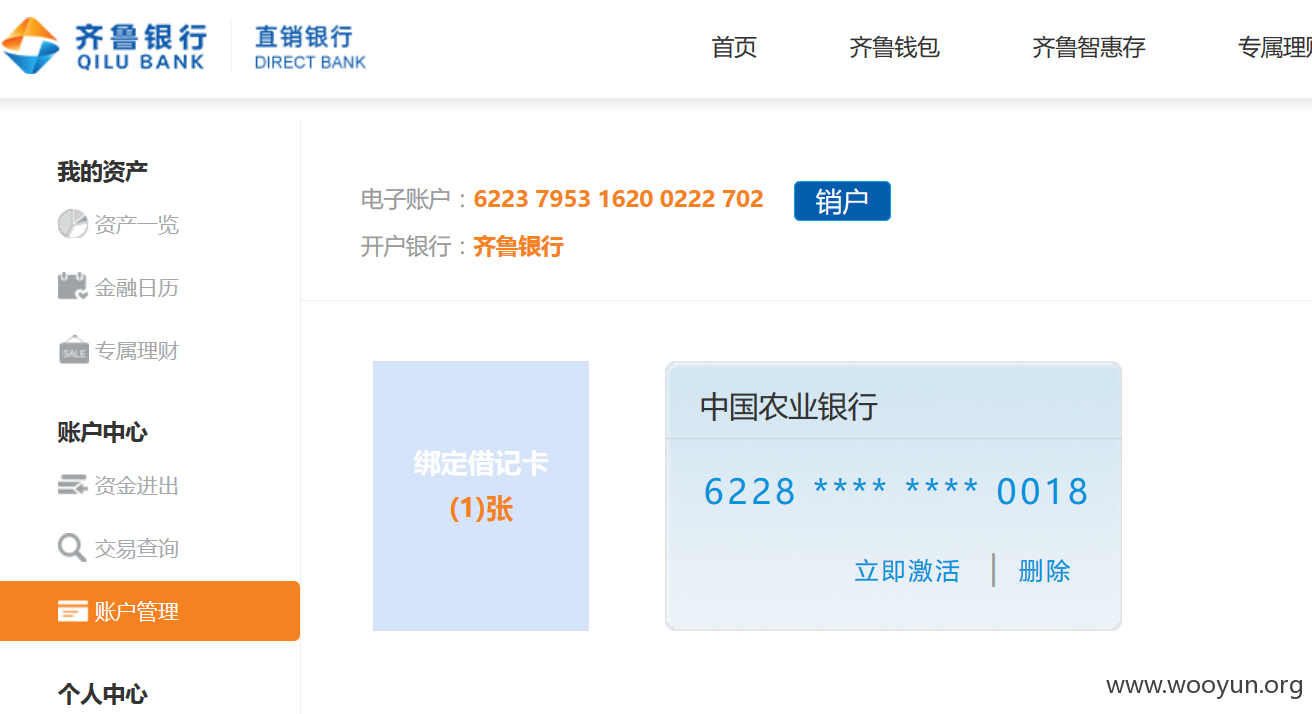 齐鲁银行
QILU BANK
直销银行
DIRECT BANK
首页 齐鲁钱包 齐鲁智惠存 专属理财
我的资产
资产一览
金融日历
SALE 专属理财
账户中心
资金进出
交易查询
账户管理
个人中心
电子账户：6223 7953 1620 0222 702 销户
开户银行：齐鲁银行
绑定借记卡
(1)张
中国农业银行
6228 **** **** 0018
立即激活 | 删除
www.wooyun.org